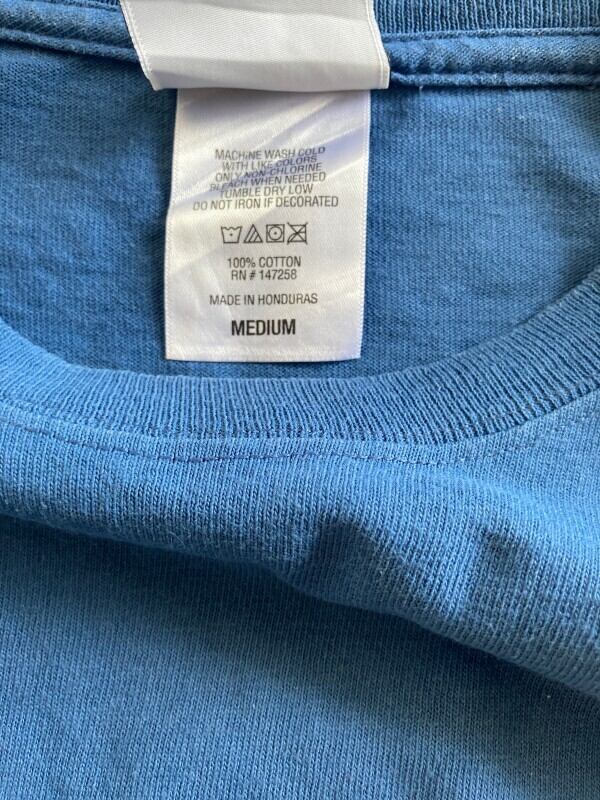 MACHINE WASH COLD
WITH LIKE COLORS
ONLY NON-CHLORINE
BLEACH WHEN NEEDED
TUMBLE DRY LOW
DO NOT IRON IF DECORATED
100% COTTON
RN # 147258
MADE IN HONDURAS
MEDIUM